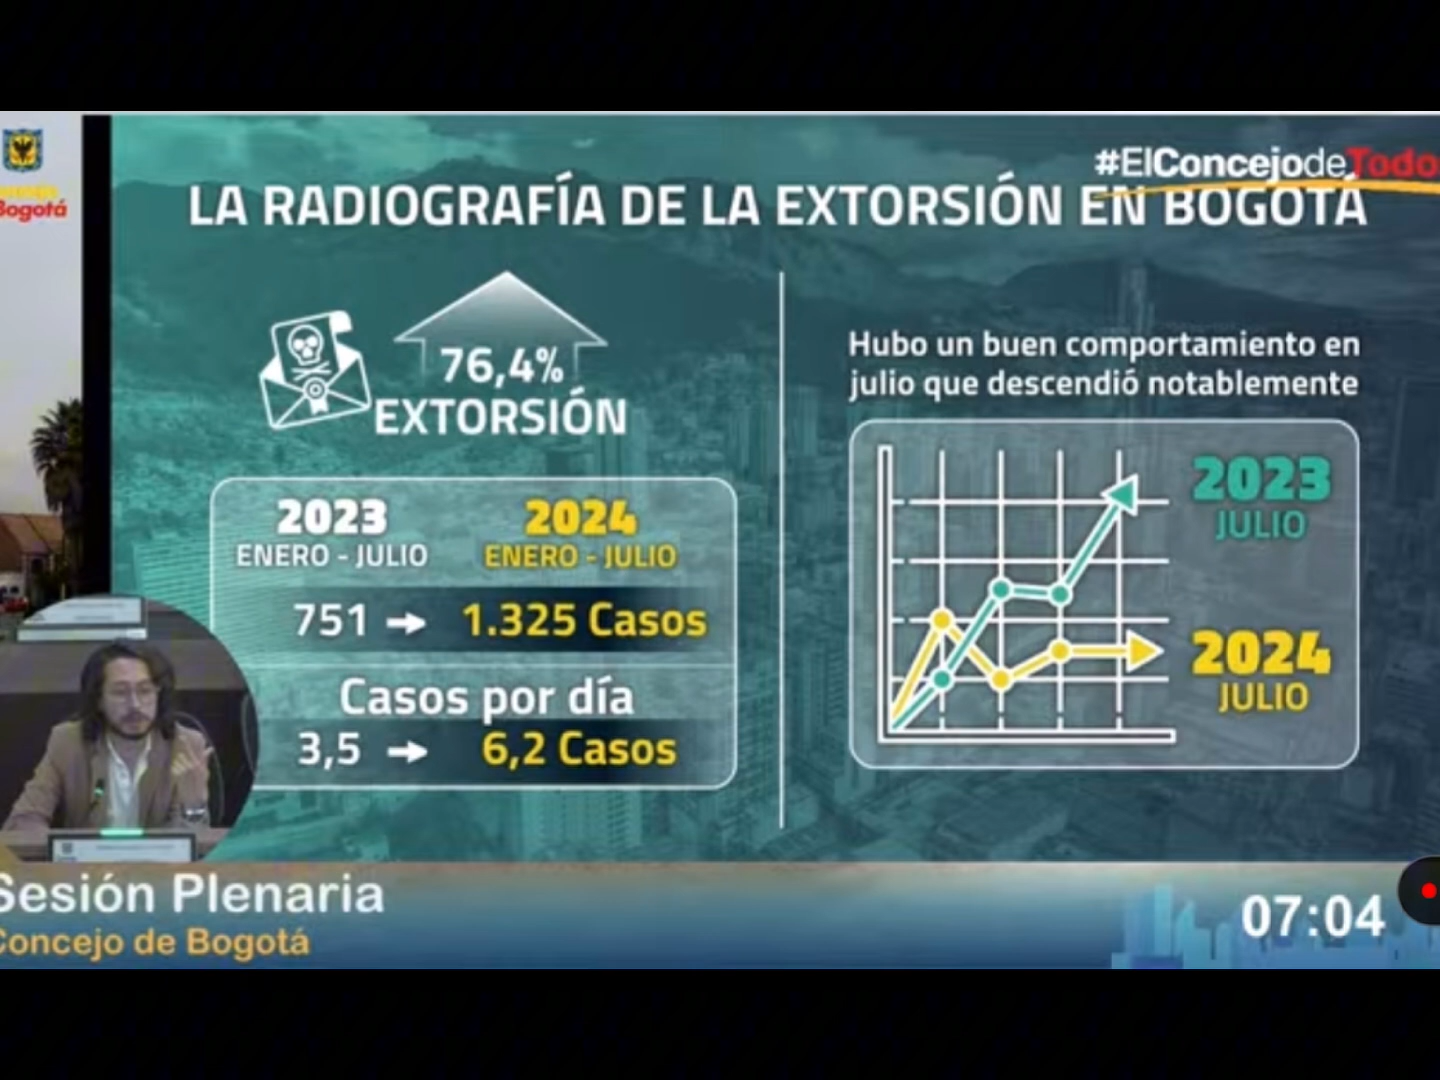 #ElConcejodeTodo
Bogotá
LA RADIOGRAFÍA DE LA EXTORSIÓN EN BOGOTÁ
76,4%
EXTORSIÓN
2023
ENERO - JULIO
2024
ENERO - JULIO
751
1.325 Casos
Casos por día
3,5
6,2 Casos
Hubo un buen comportamiento en
julio que descendió notablemente
2023
JULIO
2024
JULIO
Sesión Plenaria
Concejo de Bogotá
07:04